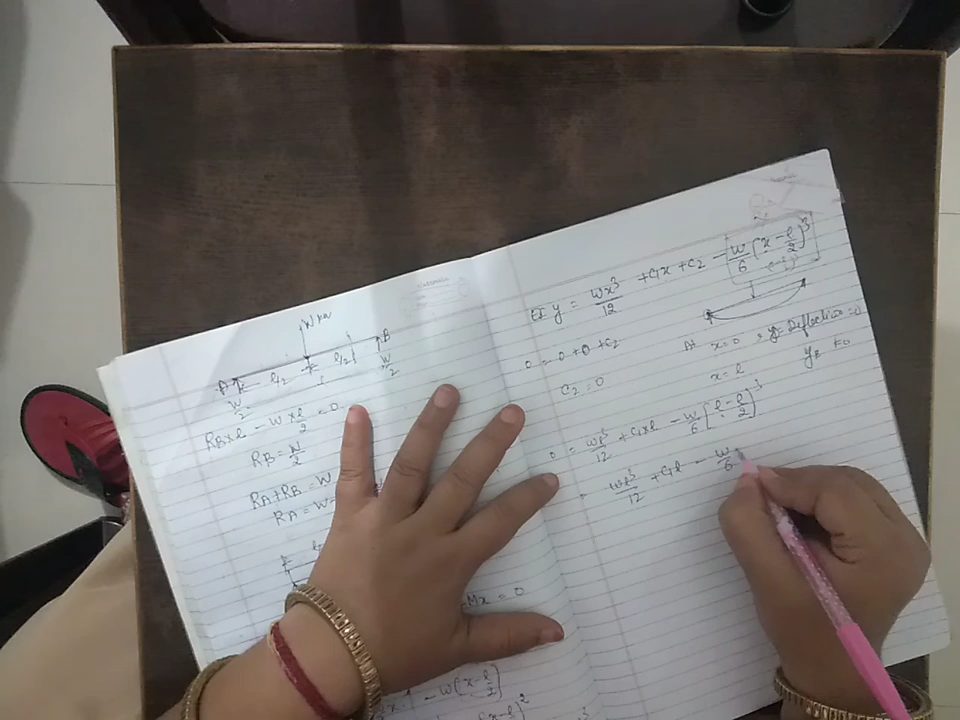 W kN
A l/2 l/2 B
W/2 W/2
RB×l − W×l/2 = 0
RB = W/2
RA+RB = W
RA = W−
Mx = 0
− W(x−l/2)
EI y = Wx³/12 + C₁x + C₂ − W/6 (x − l/2)³
At x=0, y Deflection=0
0 = 0 + 0 + C₂
yB = 0
C₂ = 0
x = l
0 = Wl³/12 + C₁×l − W/6 [l − l/2]³
= Wl³/12 + C₁l − W/6